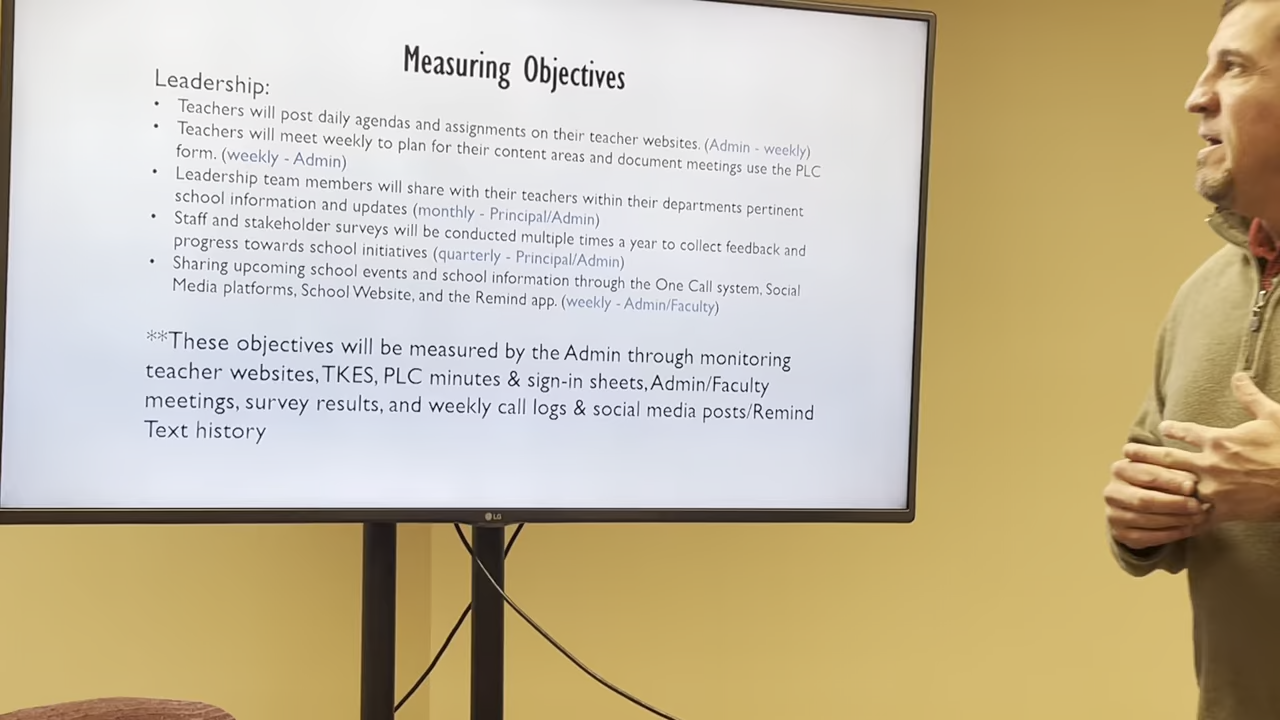 Measuring Objectives
Leadership:
• Teachers will post daily agendas and assignments on their teacher websites. (Admin - weekly)
• Teachers will meet weekly to plan for their content areas and document meetings use the PLC
form. (weekly - Admin)
• Leadership team members will share with their teachers within their departments pertinent
school information and updates (monthly - Principal/Admin)
• Staff and stakeholder surveys will be conducted multiple times a year to collect feedback and
progress towards school initiatives (quarterly - Principal/Admin)
• Sharing upcoming school events and school information through the One Call system, Social
Media platforms, School Website, and the Remind app. (weekly - Admin/Faculty)
**These objectives will be measured by the Admin through monitoring
teacher websites, TKES, PLC minutes & sign-in sheets, Admin/Faculty
meetings, survey results, and weekly call logs & social media posts/Remind
Text history
LG